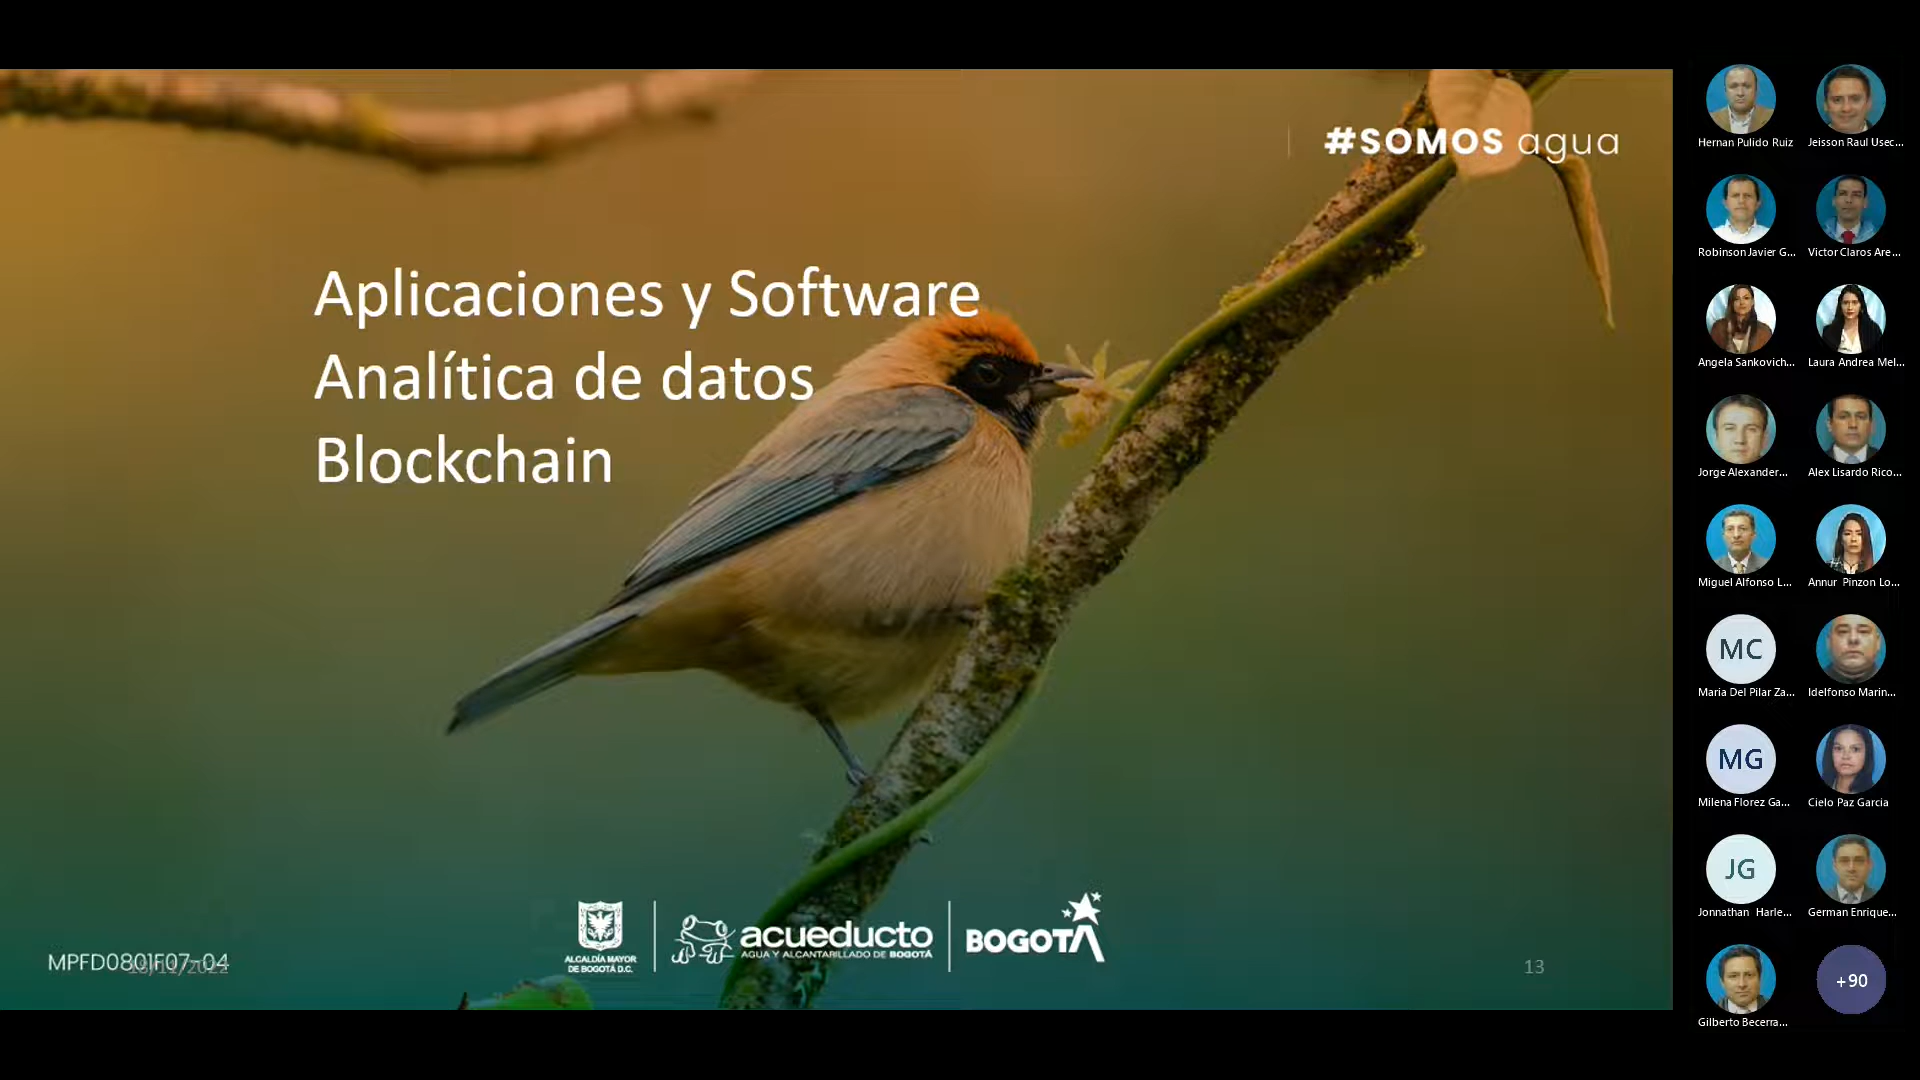 #SOMOS agua
Aplicaciones y Software
Analítica de datos
Blockchain
ALCALDÍA MAYOR
DE BOGOTÁ D.C.
acueducto
AGUA Y ALCANTARILLADO DE BOGOTÁ
BOGOTÁ
MPFD0801F07-04
13
Hernan Pulido Ruiz
Jeisson Raul Usec...
Robinson Javier G...
Victor Claros Are...
Angela Sankovich...
Laura Andrea Mel...
Jorge Alexander...
Alex Lisardo Rico...
Miguel Alfonso L...
Annur Pinzon Lo...
MC
Maria Del Pilar Za...
Idelfonso Marin...
MG
Milena Florez Ga...
Cielo Paz Garcia
JG
Jonnathan Harle...
German Enrique...
Gilberto Becerra...
+90